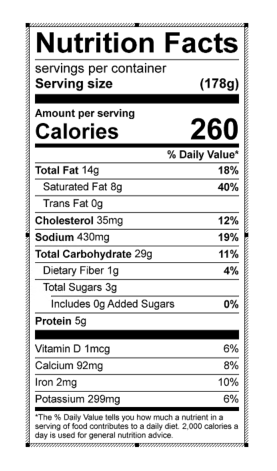 Nutrition Facts
servings per container
Serving size (178g)
Amount per serving
Calories 260
% Daily Value*
Total Fat 14g 18%
Saturated Fat 8g 40%
Trans Fat 0g
Cholesterol 35mg 12%
Sodium 430mg 19%
Total Carbohydrate 29g 11%
Dietary Fiber 1g 4%
Total Sugars 3g
Includes 0g Added Sugars 0%
Protein 5g
Vitamin D 1mcg 6%
Calcium 92mg 8%
Iron 2mg 10%
Potassium 299mg 6%
*The % Daily Value tells you how much a nutrient in a
serving of food contributes to a daily diet. 2,000 calories a
day is used for general nutrition advice.